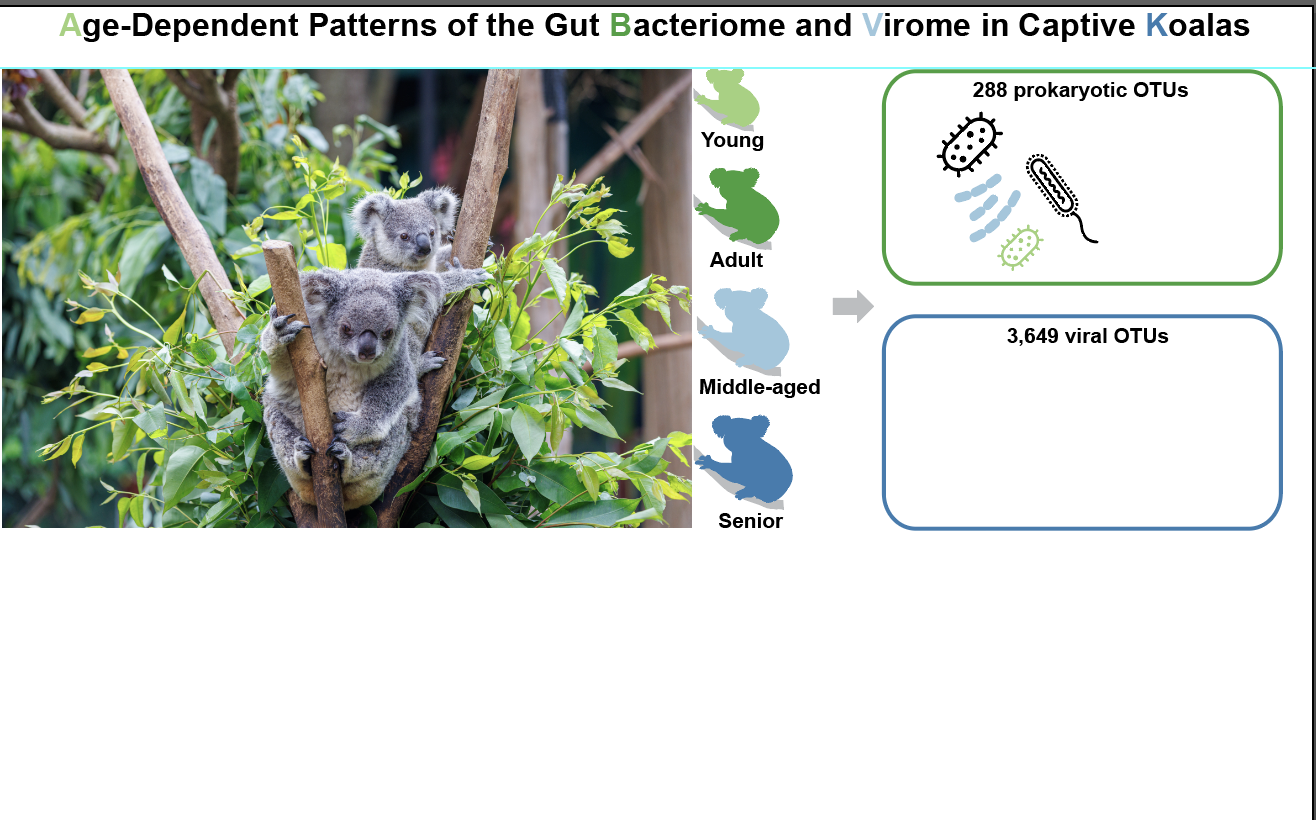 Age-Dependent Patterns of the Gut Bacteriome and Virome in Captive Koalas
Young
Adult
Middle-aged
Senior
288 prokaryotic OTUs
3,649 viral OTUs